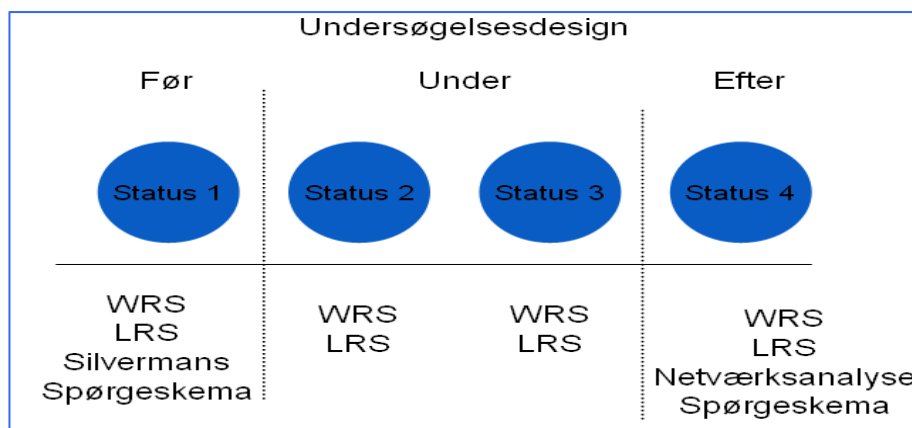 Undersøgelsesdesign
Før
Under
Efter
Status 1
Status 2
Status 3
Status 4
WRS
LRS
Silvermans
Spørgeskema
WRS
LRS
WRS
LRS
WRS
LRS
Netværksanalyse
Spørgeskema